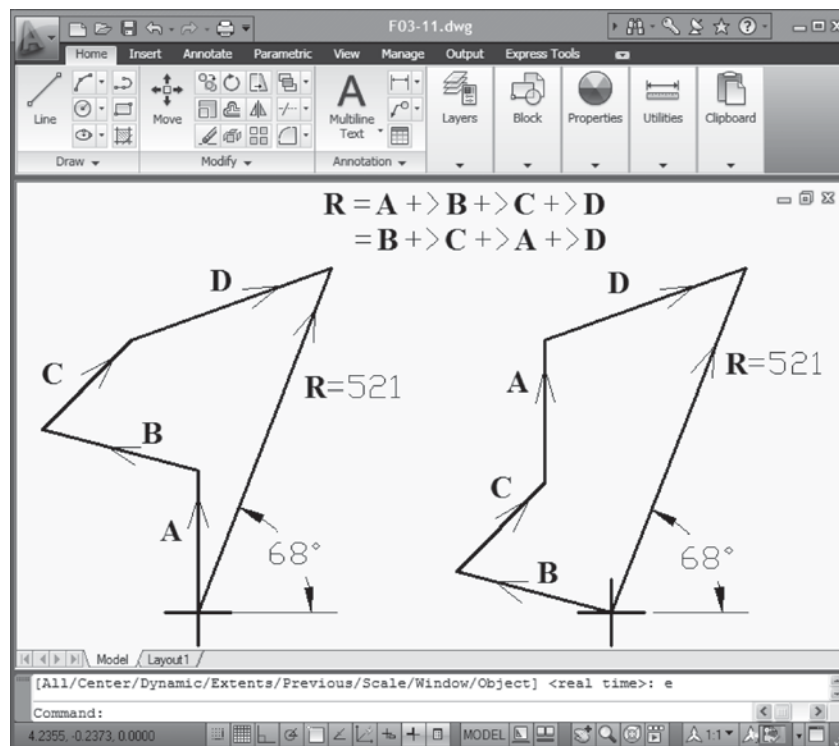 F03-11.dwg
Home Insert Annotate Parametric View Manage Output Express Tools
Line Move Multiline Text Layers Block Properties Utilities Clipboard
Draw Modify Annotation
R = A +> B +> C +> D
= B +> C +> A +> D
D
C
B
A
R=521
68°
D
A
C
B
R=521
68°
Model Layout1
[All/Center/Dynamic/Extents/Previous/Scale/Window/Object] <real time>: e
Command:
4.2355, -0.2373, 0.0000 MODEL 1:1